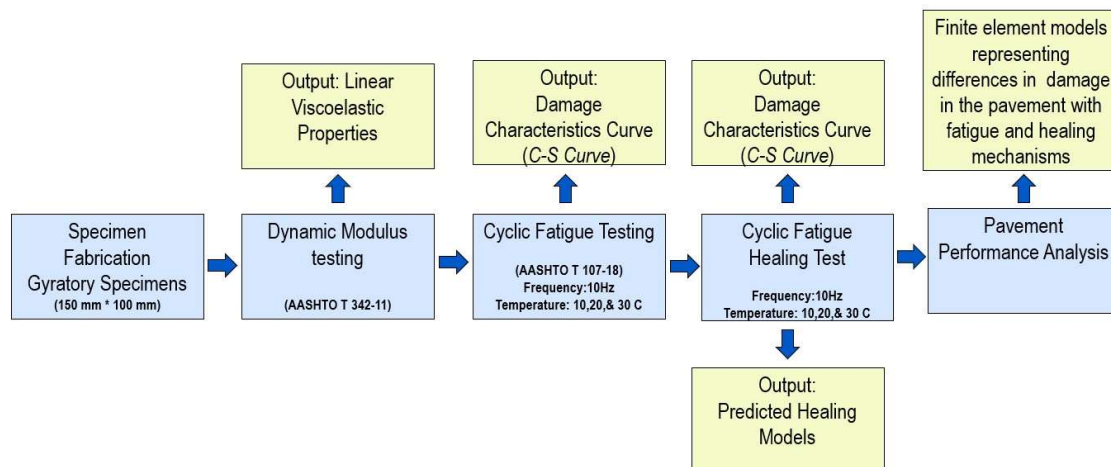 Output: Linear
Viscoelastic
Properties
Output:
Damage
Characteristics Curve
(C-S Curve)
Output:
Damage
Characteristics Curve
(C-S Curve)
Finite element models
representing
differences in damage
in the pavement with
fatigue and healing
mechanisms
Specimen
Fabrication
Gyratory Specimens
(150 mm * 100 mm)
Dynamic Modulus
testing
(AASHTO T 342-11)
Cyclic Fatigue Testing
(AASHTO T 107-18)
Frequency:10Hz
Temperature: 10,20,& 30 C
Cyclic Fatigue
Healing Test
Frequency:10Hz
Temperature: 10,20,& 30 C
Pavement
Performance Analysis
Output:
Predicted Healing
Models